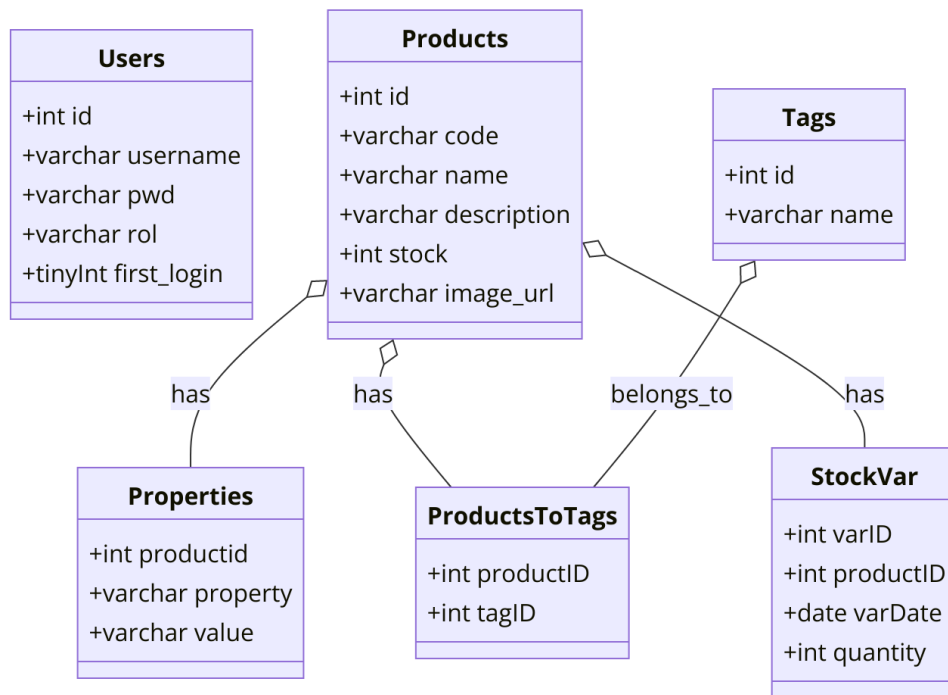 Users
+int id
+varchar username
+varchar pwd
+varchar rol
+tinyInt first_login
Products
+int id
+varchar code
+varchar name
+varchar description
+int stock
+varchar image_url
Tags
+int id
+varchar name
has
has
belongs_to
has
Properties
+int productid
+varchar property
+varchar value
ProductsToTags
+int productID
+int tagID
StockVar
+int varID
+int productID
+date varDate
+int quantity